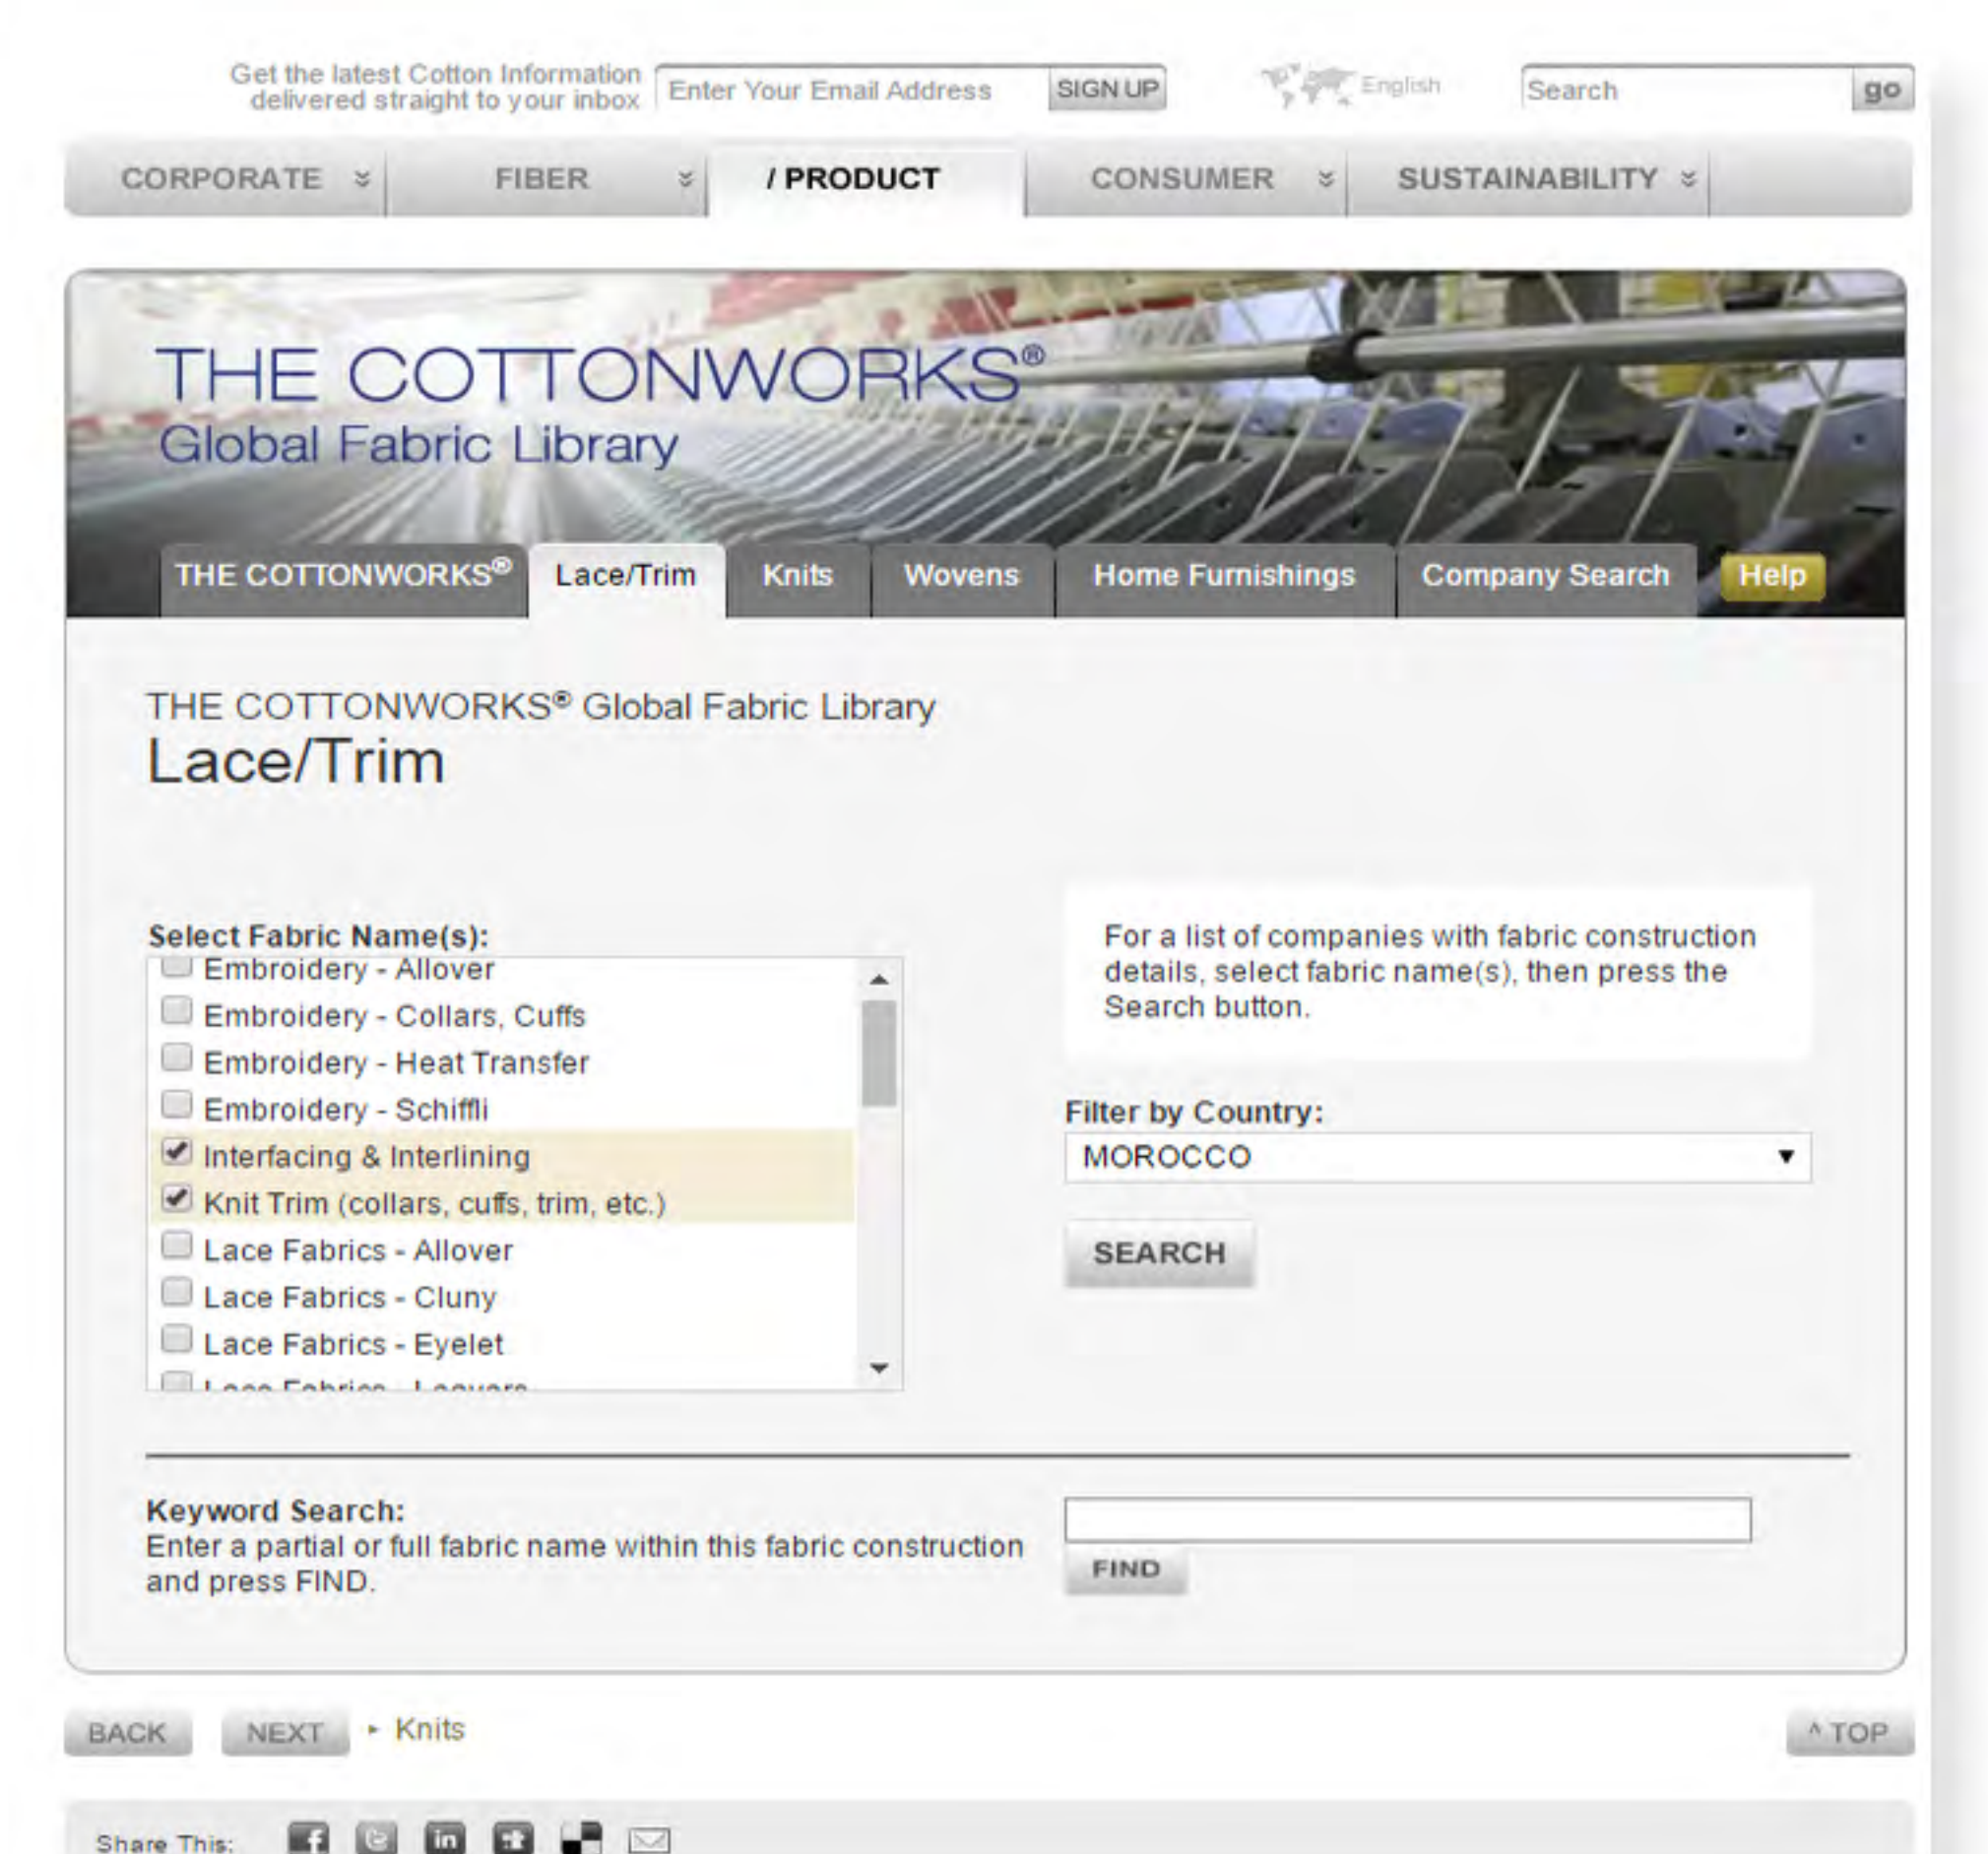 Get the latest Cotton Information
delivered straight to your inbox
Enter Your Email Address
SIGN UP
English
Search
go
CORPORATE
FIBER
/ PRODUCT
CONSUMER
SUSTAINABILITY
THE COTTONWORKS®
Global Fabric Library
THE COTTONWORKS®
Lace/Trim
Knits
Wovens
Home Furnishings
Company Search
Help
THE COTTONWORKS® Global Fabric Library
Lace/Trim
Select Fabric Name(s):
Embroidery - Allover
Embroidery - Collars, Cuffs
Embroidery - Heat Transfer
Embroidery - Schiffli
Interfacing & Interlining
Knit Trim (collars, cuffs, trim, etc.)
Lace Fabrics - Allover
Lace Fabrics - Cluny
Lace Fabrics - Eyelet
Lace Fabrics - Leavers
For a list of companies with fabric construction
details, select fabric name(s), then press the
Search button.
Filter by Country:
MOROCCO
SEARCH
Keyword Search:
Enter a partial or full fabric name within this fabric construction
and press FIND.
FIND
BACK
NEXT
Knits
^ TOP
Share This: